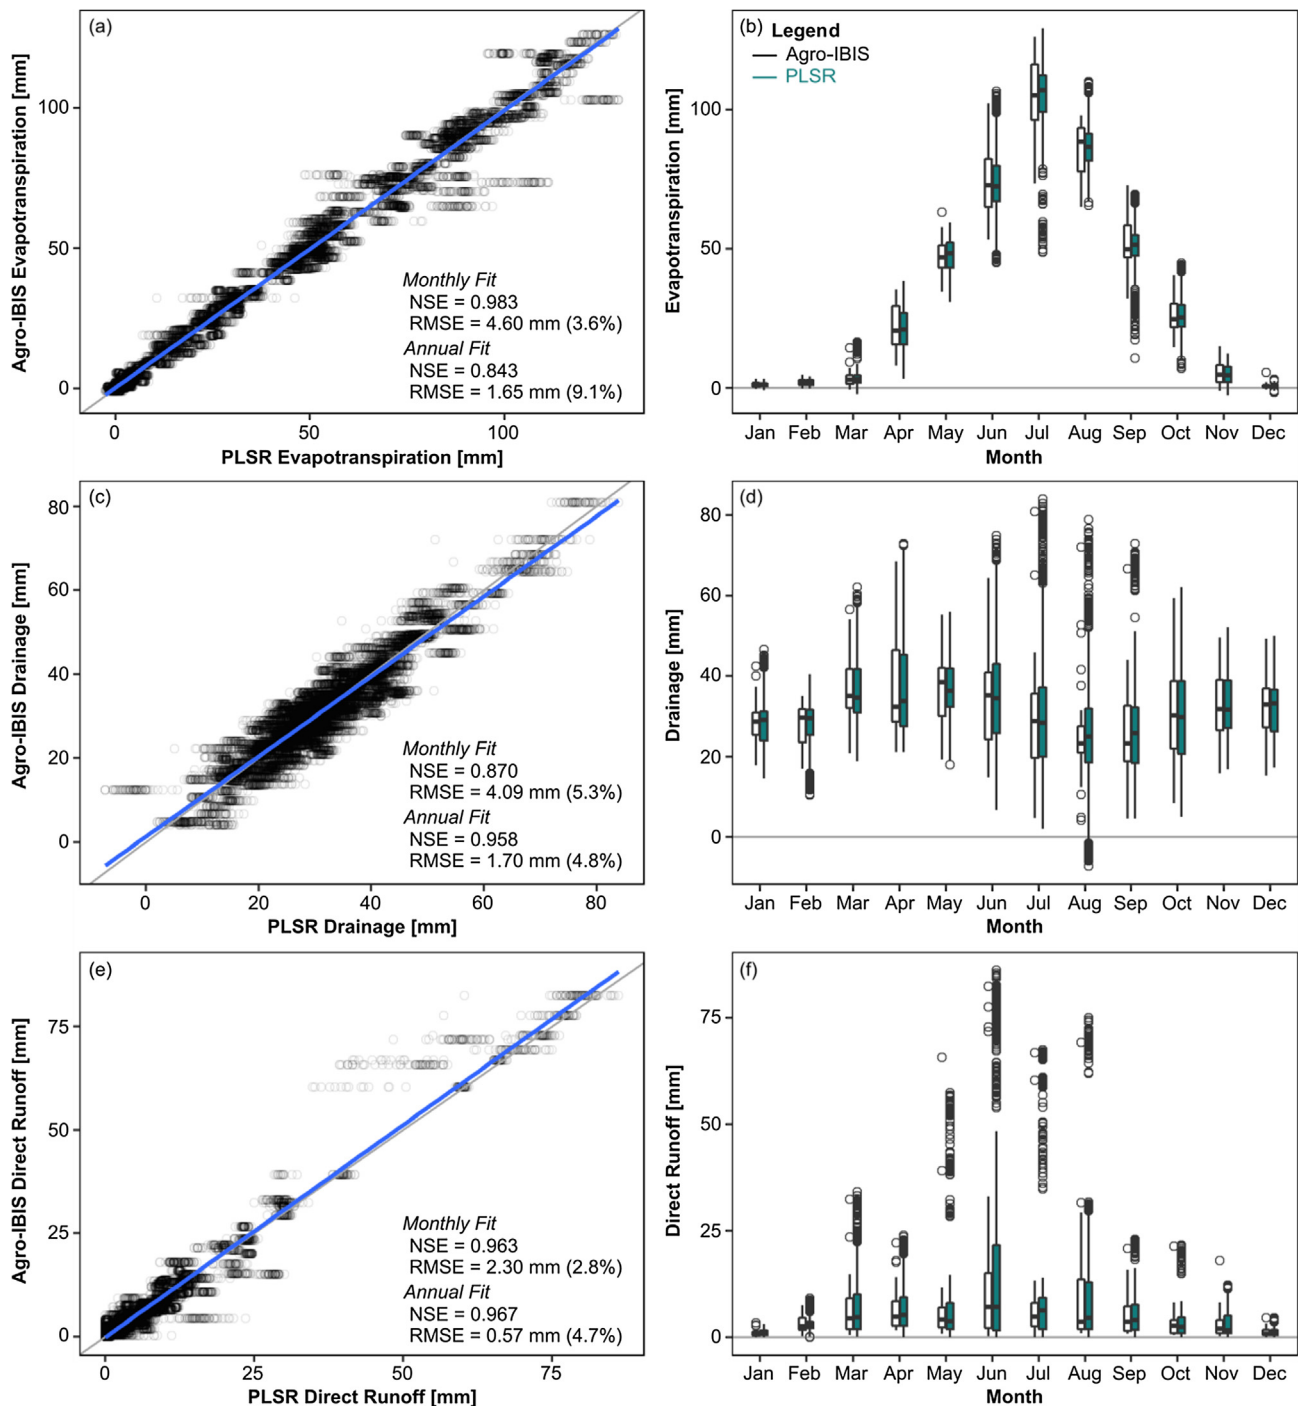 (a)
Agro-IBIS Evapotranspiration [mm]
100
50
0
Monthly Fit
NSE = 0.983
RMSE = 4.60 mm (3.6%)
Annual Fit
NSE = 0.843
RMSE = 1.65 mm (9.1%)
0 50 100
PLSR Evapotranspiration [mm]
(b)
Legend
Agro-IBIS
PLSR
Evapotranspiration [mm]
100
50
0
Jan Feb Mar Apr May Jun Jul Aug Sep Oct Nov Dec
Month
(c)
Agro-IBIS Drainage [mm]
80
60
40
20
0
Monthly Fit
NSE = 0.870
RMSE = 4.09 mm (5.3%)
Annual Fit
NSE = 0.958
RMSE = 1.70 mm (4.8%)
0 20 40 60 80
PLSR Drainage [mm]
(d)
Drainage [mm]
80
60
40
20
0
Jan Feb Mar Apr May Jun Jul Aug Sep Oct Nov Dec
Month
(e)
Agro-IBIS Direct Runoff [mm]
75
50
25
0
Monthly Fit
NSE = 0.963
RMSE = 2.30 mm (2.8%)
Annual Fit
NSE = 0.967
RMSE = 0.57 mm (4.7%)
0 25 50 75
PLSR Direct Runoff [mm]
(f)
Direct Runoff [mm]
75
50
25
0
Jan Feb Mar Apr May Jun Jul Aug Sep Oct Nov Dec
Month